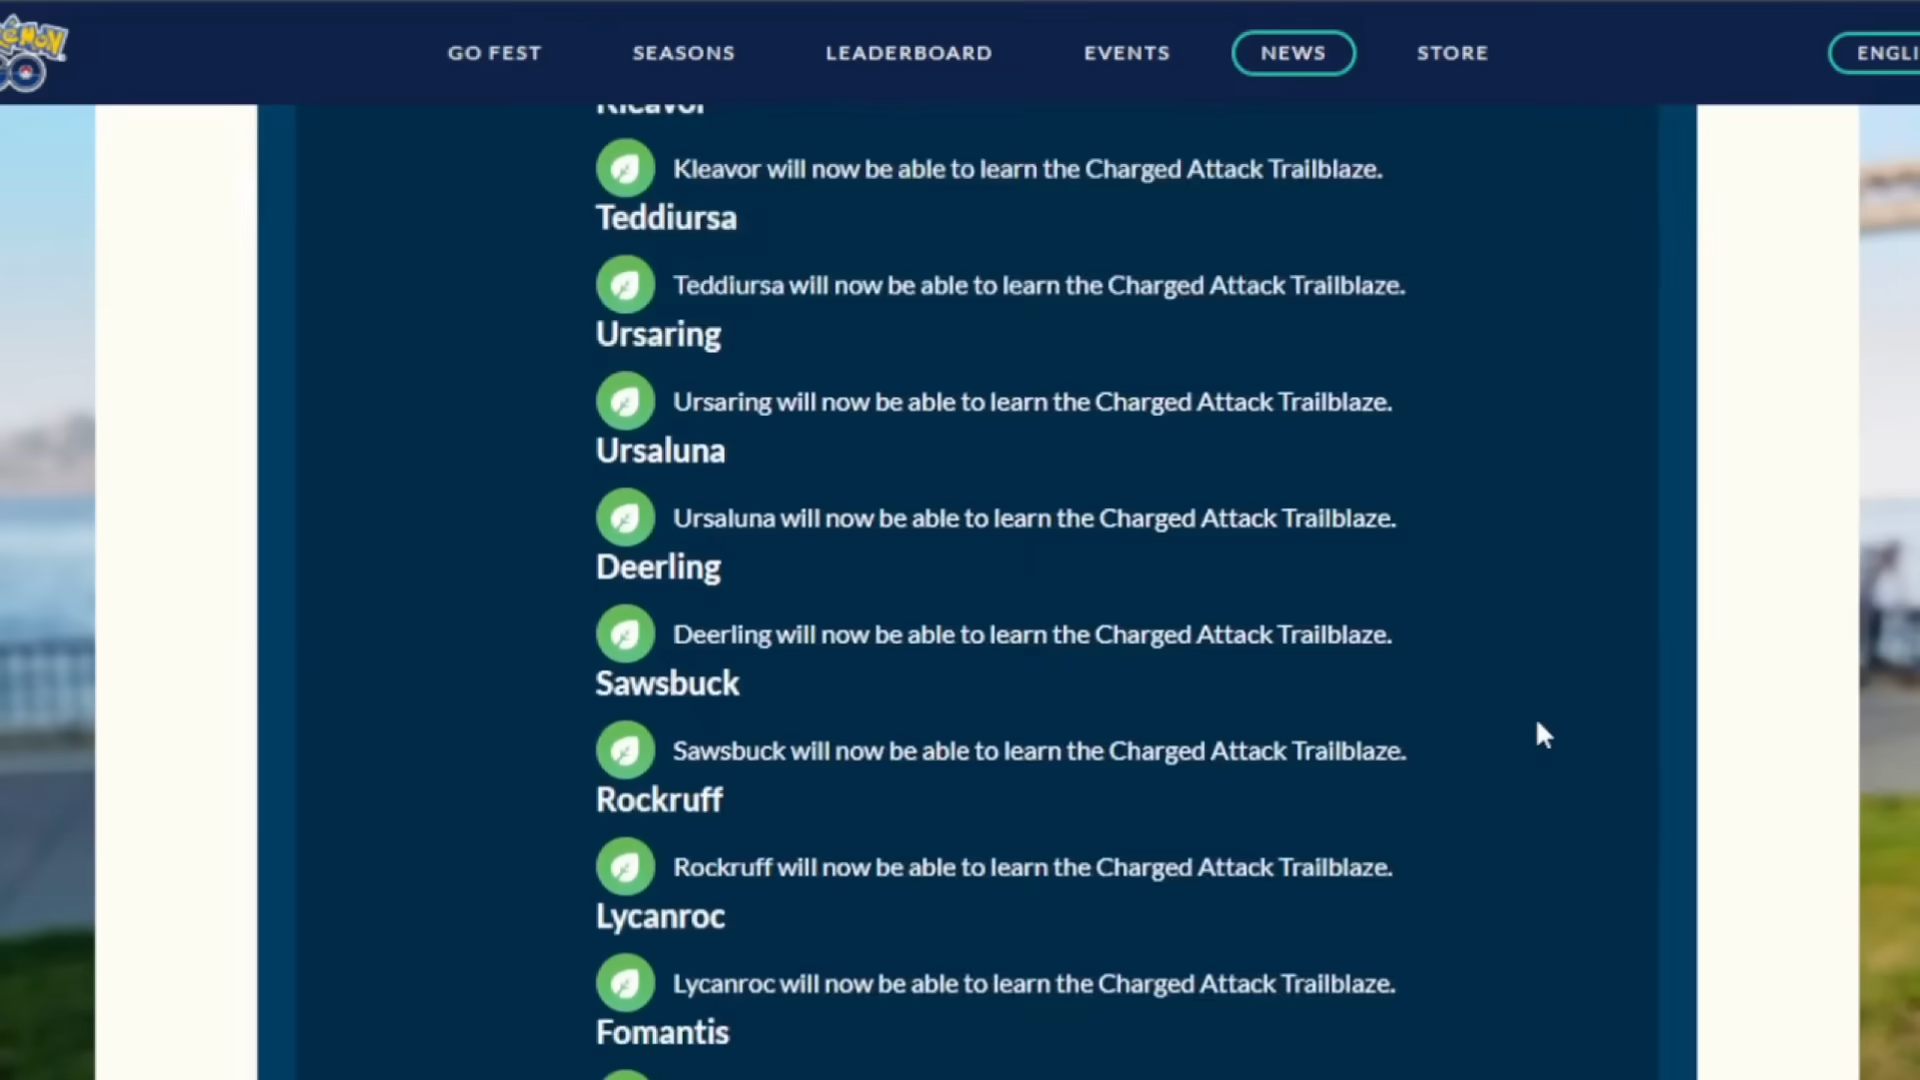 GO FEST
SEASONS
LEADERBOARD
EVENTS
NEWS
STORE
ENGLI
Kleavor
Kleavor will now be able to learn the Charged Attack Trailblaze.
Teddiursa
Teddiursa will now be able to learn the Charged Attack Trailblaze.
Ursaring
Ursaring will now be able to learn the Charged Attack Trailblaze.
Ursaluna
Ursaluna will now be able to learn the Charged Attack Trailblaze.
Deerling
Deerling will now be able to learn the Charged Attack Trailblaze.
Sawsbuck
Sawsbuck will now be able to learn the Charged Attack Trailblaze.
Rockruff
Rockruff will now be able to learn the Charged Attack Trailblaze.
Lycanroc
Lycanroc will now be able to learn the Charged Attack Trailblaze.
Fomantis